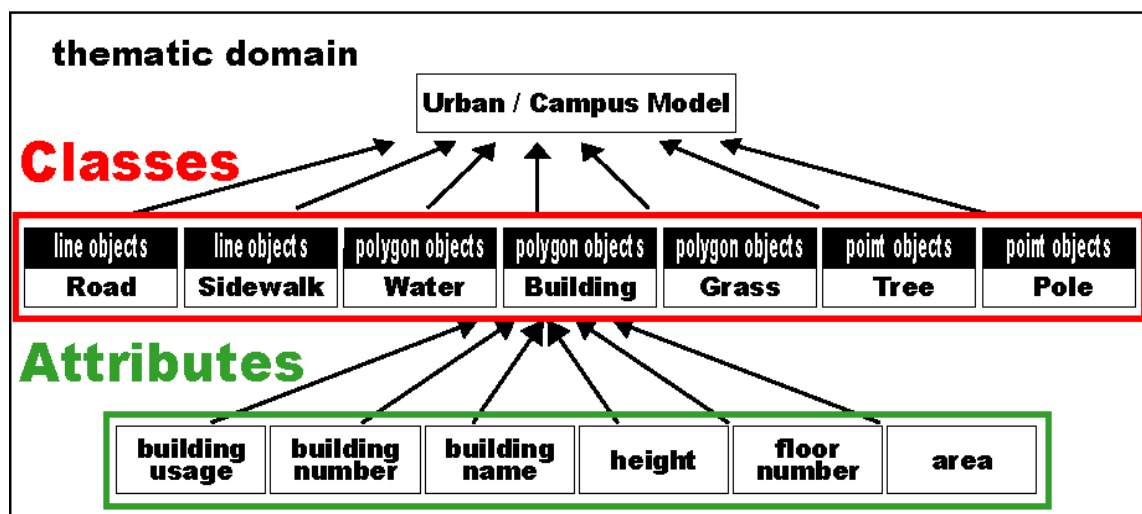 thematic domain
Urban / Campus Model
Classes
line objects line objects polygon objects polygon objects polygon objects point objects point objects
Road Sidewalk Water Building Grass Tree Pole
Attributes
building building building height floor area
usage number name number